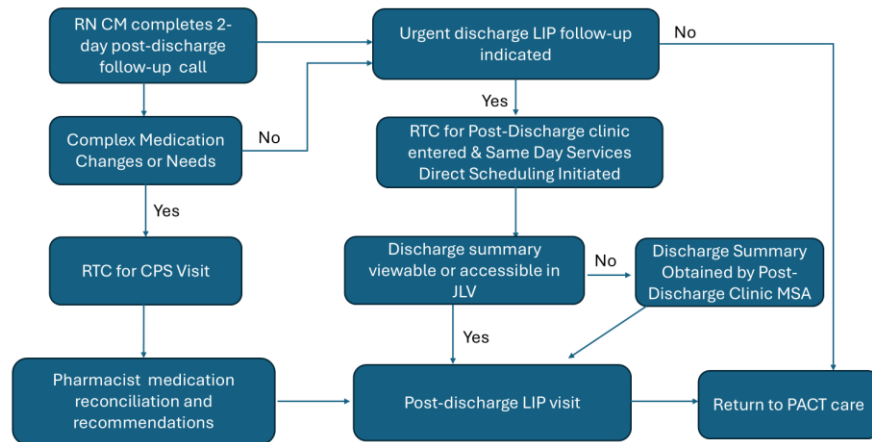 RN CM completes 2-
day post-discharge
follow-up call
Urgent discharge LIP follow-up
indicated
No
Yes
Complex Medication
Changes or Needs
No
RTC for Post-Discharge clinic
entered & Same Day Services
Direct Scheduling Initiated
Yes
RTC for CPS Visit
Discharge summary
viewable or accessible in
JLV
No
Discharge Summary
Obtained by Post-
Discharge Clinic MSA
Yes
Pharmacist medication
reconciliation and
recommendations
Post-discharge LIP visit
Return to PACT care